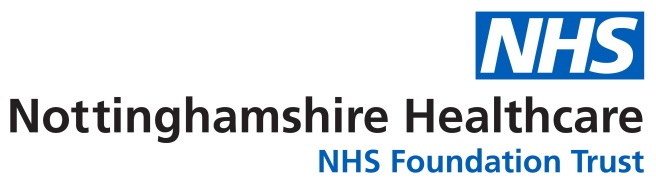 NHS
Nottinghamshire Healthcare
NHS Foundation Trust